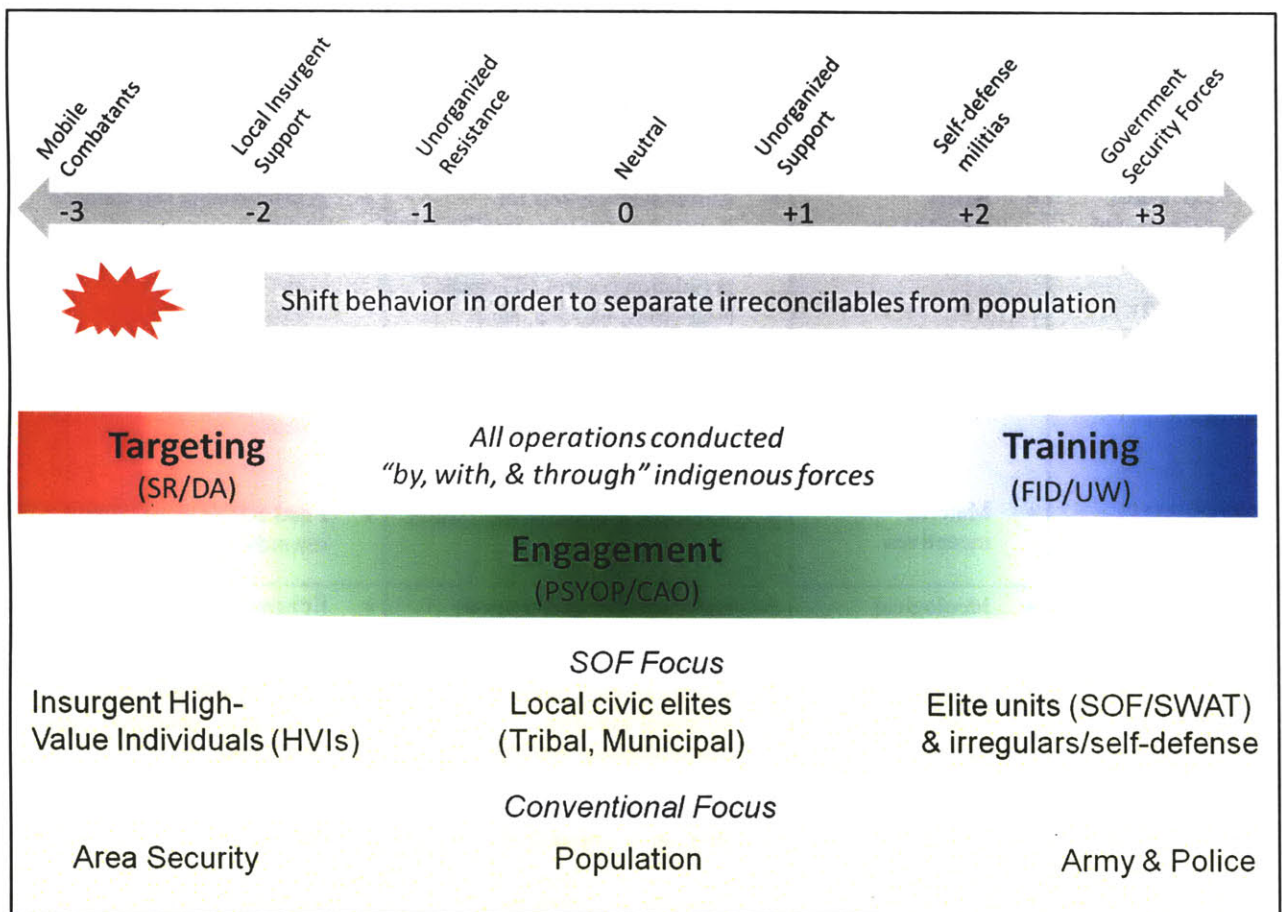 Mobile
Combatants
Local Insurgent
Support
Unorganized
Resistance
Neutral
Unorganized
Support
Self-defense
militias
Government
Security Forces
-3 -2 -1 0 +1 +2 +3
Shift behavior in order to separate irreconcilables from population
Targeting
(SR/DA)
All operations conducted
“by, with, & through” indigenous forces
Training
(FID/UW)
Engagement
(PSYOP/CAO)
SOF Focus
Insurgent High-
Value Individuals (HVIs)
Local civic elites
(Tribal, Municipal)
Elite units (SOF/SWAT)
& irregulars/self-defense
Conventional Focus
Area Security
Population
Army & Police